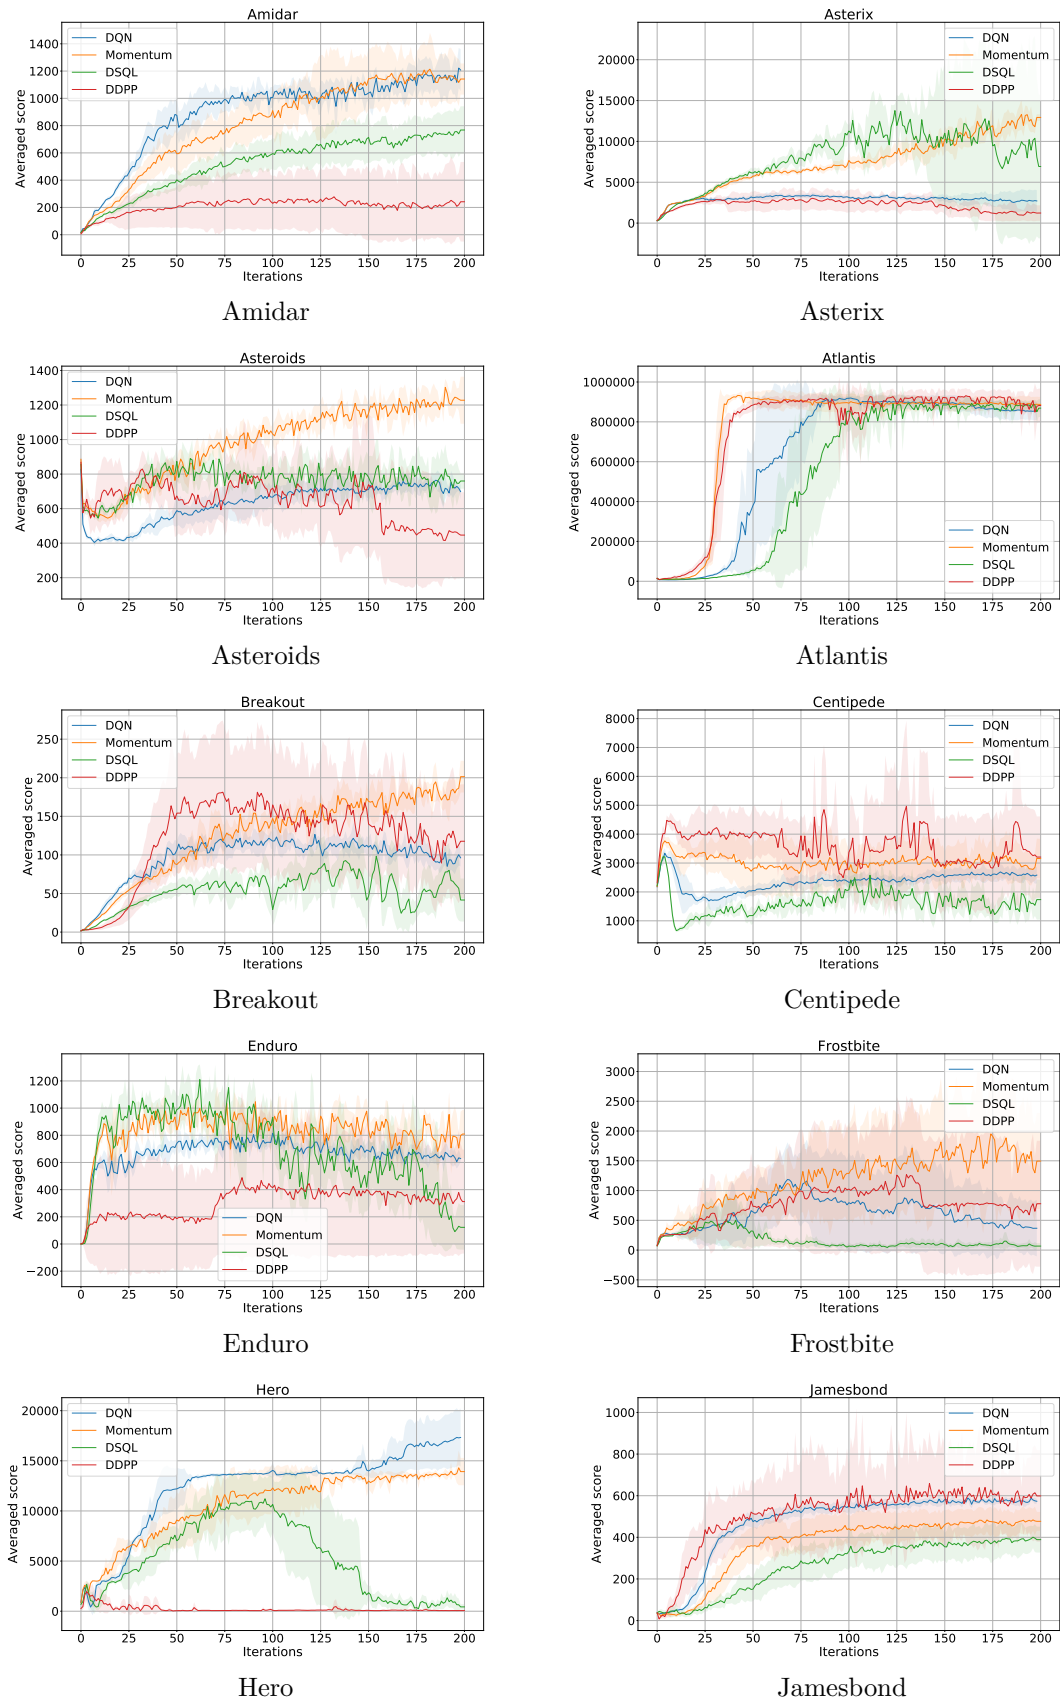 Amidar
DQN
Momentum
DSQL
DDPP
Averaged score
1400
1200
1000
800
600
400
200
0
0 25 50 75 100 125 150 175 200
Iterations
Amidar
Asterix
DQN
Momentum
DSQL
DDPP
Averaged score
20000
15000
10000
5000
0
0 25 50 75 100 125 150 175 200
Iterations
Asterix
Asteroids
DQN
Momentum
DSQL
DDPP
Averaged score
1400
1200
1000
800
600
400
200
0 25 50 75 100 125 150 175 200
Iterations
Asteroids
Atlantis
DQN
Momentum
DSQL
DDPP
Averaged score
1000000
800000
600000
400000
200000
0
0 25 50 75 100 125 150 175 200
Iterations
Atlantis
Breakout
DQN
Momentum
DSQL
DDPP
Averaged score
250
200
150
100
50
0
0 25 50 75 100 125 150 175 200
Iterations
Breakout
Centipede
DQN
Momentum
DSQL
DDPP
Averaged score
8000
7000
6000
5000
4000
3000
2000
1000
0 25 50 75 100 125 150 175 200
Iterations
Centipede
Enduro
DQN
Momentum
DSQL
DDPP
Averaged score
1200
1000
800
600
400
200
0
−200
0 25 50 75 100 125 150 175 200
Iterations
Enduro
Frostbite
DQN
Momentum
DSQL
DDPP
Averaged score
3000
2500
2000
1500
1000
500
0
−500
0 25 50 75 100 125 150 175 200
Iterations
Frostbite
Hero
DQN
Momentum
DSQL
DDPP
Averaged score
20000
15000
10000
5000
0
0 25 50 75 100 125 150 175 200
Iterations
Hero
Jamesbond
DQN
Momentum
DSQL
DDPP
Averaged score
1000
800
600
400
200
0
0 25 50 75 100 125 150 175 200
Iterations
Jamesbond